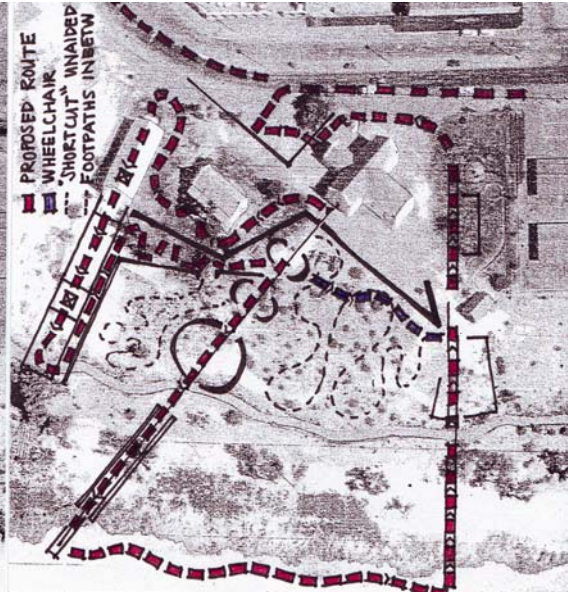 PROPOSED ROUTE
WHEELCHAIR
"SHORTCUT" UNAIDED
FOOTPATHS INBETW